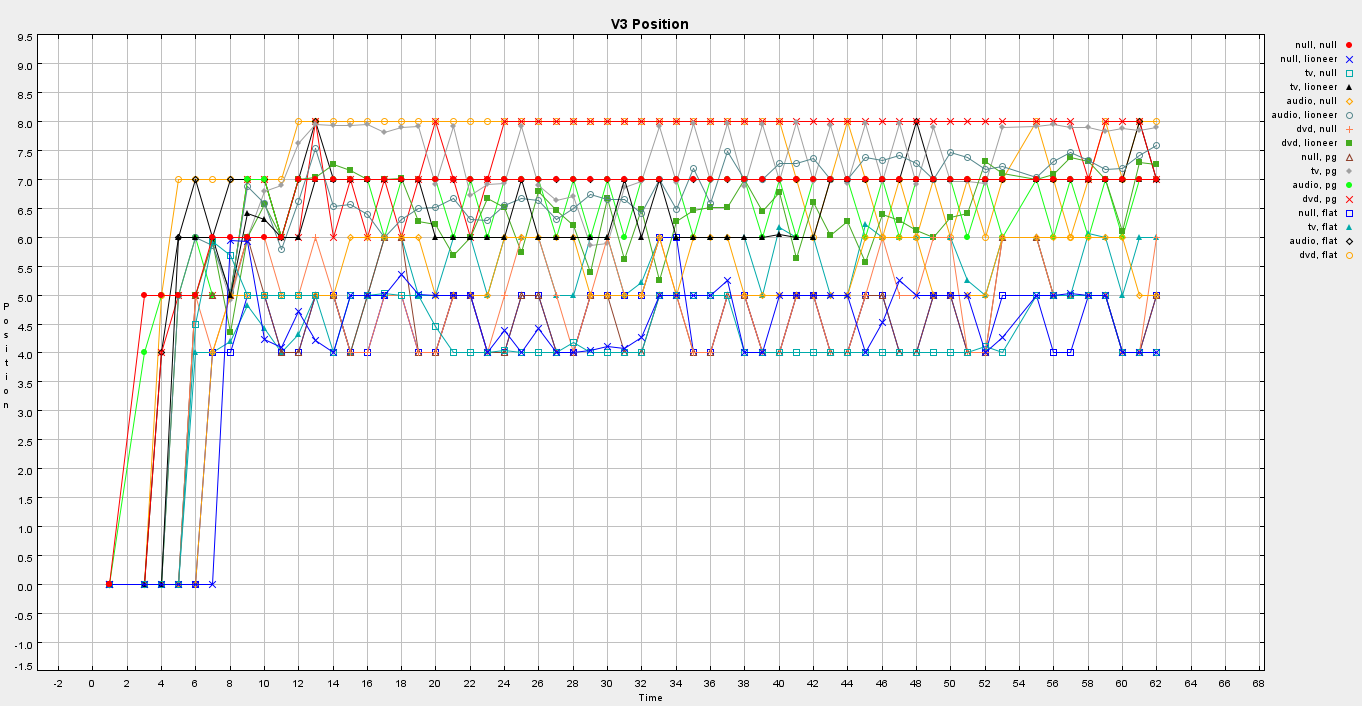 V3 Position
9.5
9.0
8.5
8.0
7.5
7.0
6.5
6.0
5.5
5.0
4.5
4.0
3.5
3.0
2.5
2.0
1.5
1.0
0.5
0.0
-0.5
-1.0
-1.5
Position
-2 0 2 4 6 8 10 12 14 16 18 20 22 24 26 28 30 32 34 36 38 40 42 44 46 48 50 52 54 56 58 60 62 64 66 68
Time
null, null
null, lioneer
tv, null
tv, lioneer
audio, null
audio, lioneer
dvd, null
dvd, lioneer
null, pg
tv, pg
audio, pg
dvd, pg
null, flat
tv, flat
audio, flat
dvd, flat